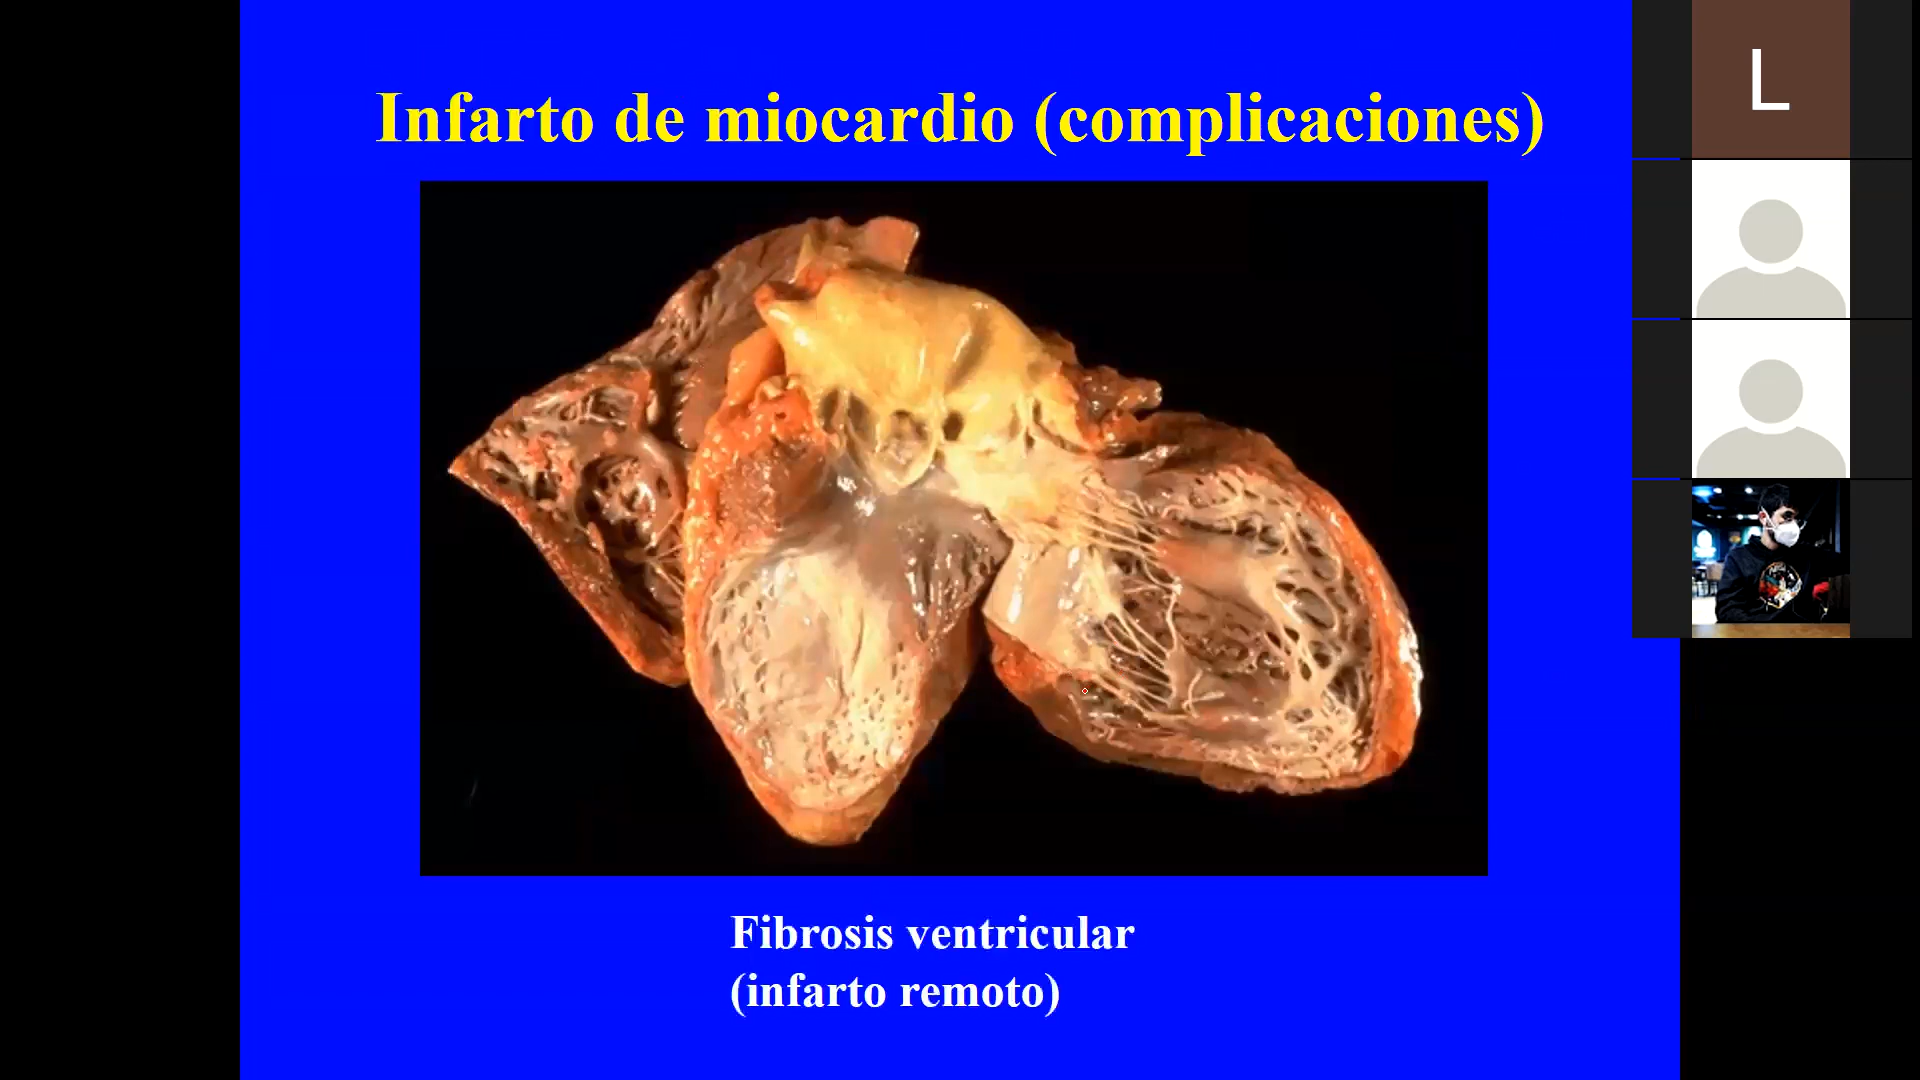 Infarto de miocardio (complicaciones)
L
Fibrosis ventricular
(infarto remoto)